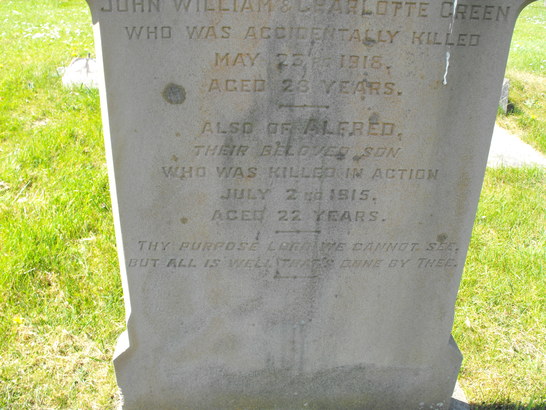 JOHN WILLIAM & CHARLOTTE GREEN
WHO WAS ACCIDENTALLY KILLED
MAY 23RD 1918.
AGED 26 YEARS.
ALSO OF ALFRED,
THEIR BELOVED SON
WHO WAS KILLED IN ACTION
JULY 2ND 1915.
AGED 22 YEARS.
THY PURPOSE LORD WE CANNOT SEE,
BUT ALL IS WELL THAT'S DONE BY THEE.